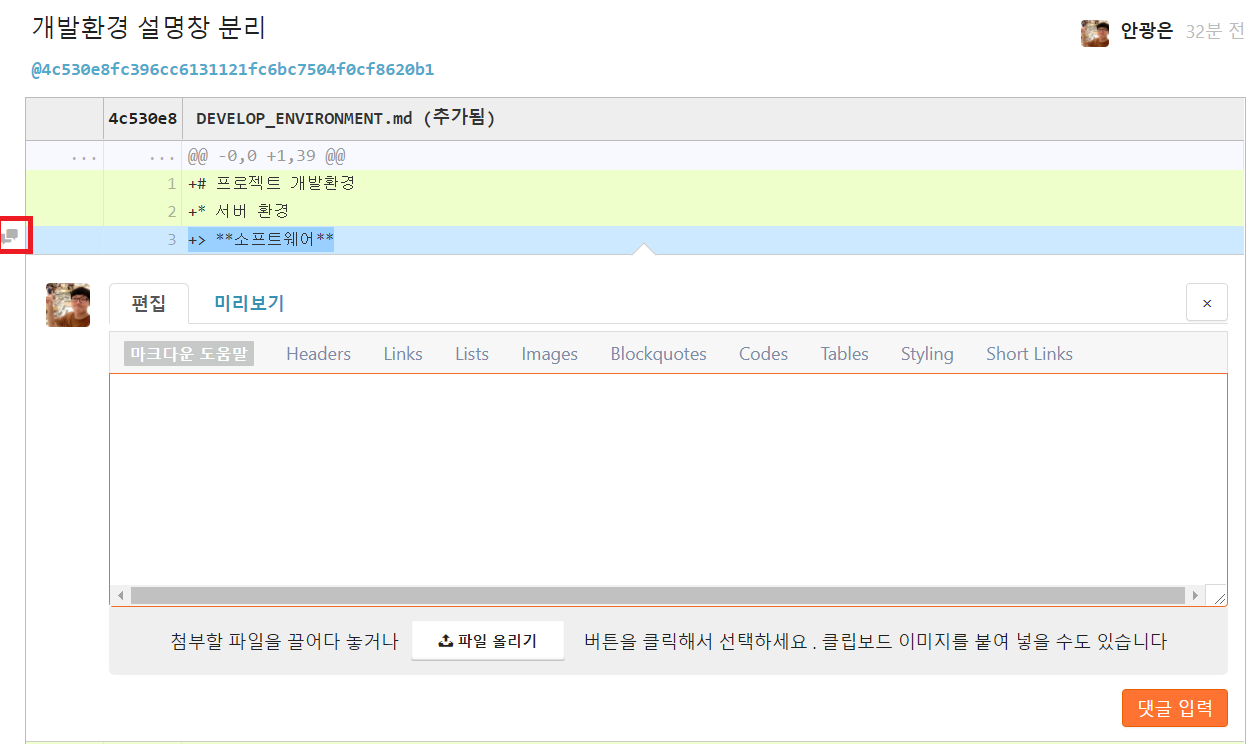 개발환경 설명창 분리
안광은 32분 전
@4c530e8fc396cc6131121fc6bc7504f0cf8620b1
4c530e8 DEVELOP_ENVIRONMENT.md (추가됨)
... ... @@ -0,0 +1,39 @@
1 +# 프로젝트 개발환경
2 +* 서버 환경
3 +> **소프트웨어**
편집 미리보기 ×
마크다운 도움말 Headers Links Lists Images Blockquotes Codes Tables Styling Short Links
첨부할 파일을 끌어다 놓거나 파일 올리기 버튼을 클릭해서 선택하세요 . 클립보드 이미지를 붙여 넣을 수도 있습니다
댓글 입력